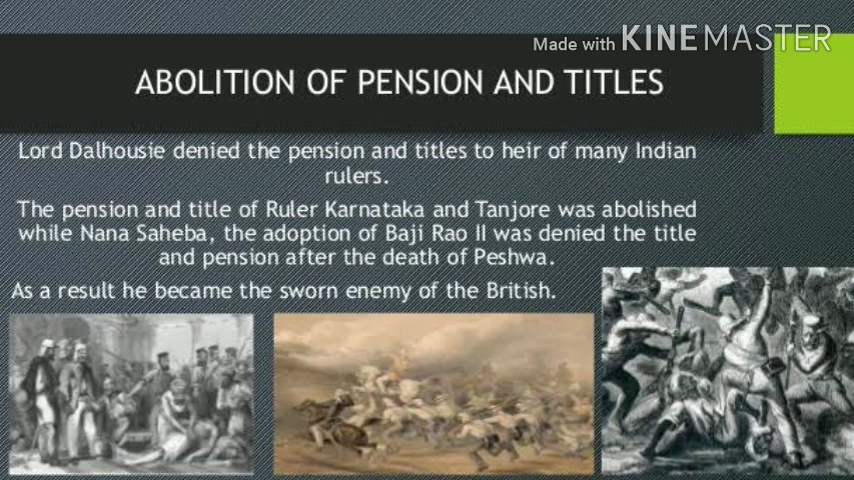 Made with KINEMASTER
ABOLITION OF PENSION AND TITLES
Lord Dalhousie denied the pension and titles to heir of many Indian
rulers.
The pension and title of Ruler Karnataka and Tanjore was abolished
while Nana Saheba, the adoption of Baji Rao II was denied the title
and pension after the death of Peshwa.
As a result he became the sworn enemy of the British.